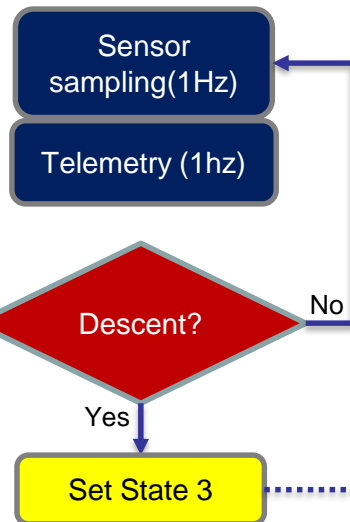 Sensor
sampling(1Hz)
Telemetry (1hz)
Descent?
No
Yes
Set State 3